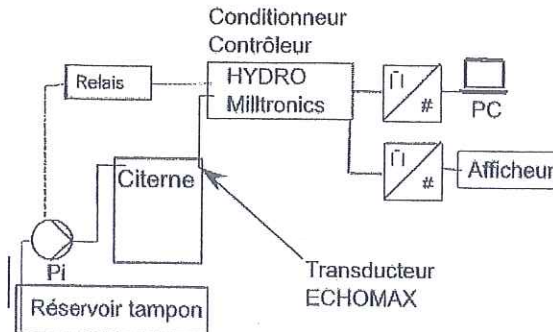 Conditionneur
Contrôleur
HYDRO
Milltronics
Relais
#
PC
#
Afficheur
Citerne
Pi
Réservoir tampon
Transducteur
ECHOMAX